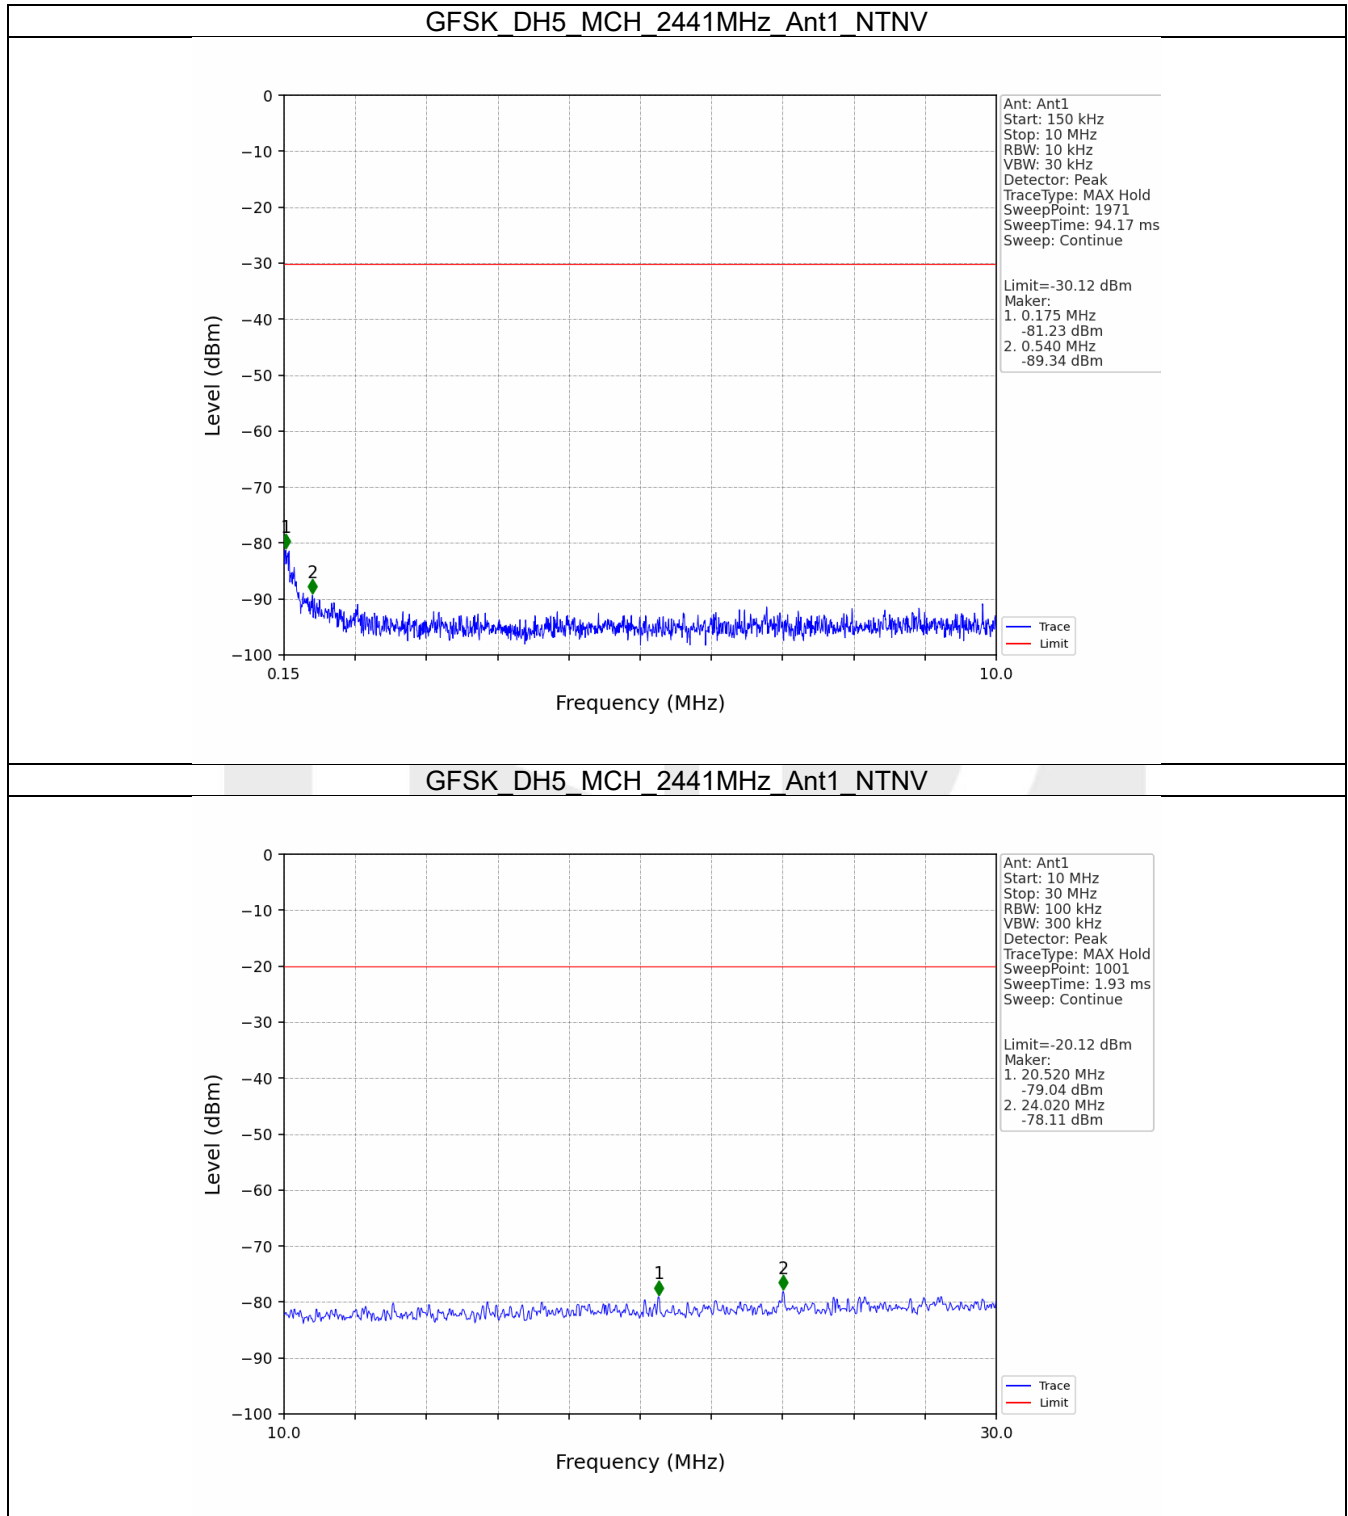 GFSK_DH5_MCH_2441MHz_Ant1_NTNV
0
−10
−20
−30
−40
−50
−60
−70
−80
−90
−100
Level (dBm)
1
2
0.15
10.0
Frequency (MHz)
Ant: Ant1
Start: 150 kHz
Stop: 10 MHz
RBW: 10 kHz
VBW: 30 kHz
Detector: Peak
TraceType: MAX Hold
SweepPoint: 1971
SweepTime: 94.17 ms
Sweep: Continue
Limit=-30.12 dBm
Maker:
1. 0.175 MHz
-81.23 dBm
2. 0.540 MHz
-89.34 dBm
Trace
Limit
GFSK_DH5_MCH_2441MHz_Ant1_NTNV
0
−10
−20
−30
−40
−50
−60
−70
−80
−90
−100
Level (dBm)
1
2
10.0
30.0
Frequency (MHz)
Ant: Ant1
Start: 10 MHz
Stop: 30 MHz
RBW: 100 kHz
VBW: 300 kHz
Detector: Peak
TraceType: MAX Hold
SweepPoint: 1001
SweepTime: 1.93 ms
Sweep: Continue
Limit=-20.12 dBm
Maker:
1. 20.520 MHz
-79.04 dBm
2. 24.020 MHz
-78.11 dBm
Trace
Limit